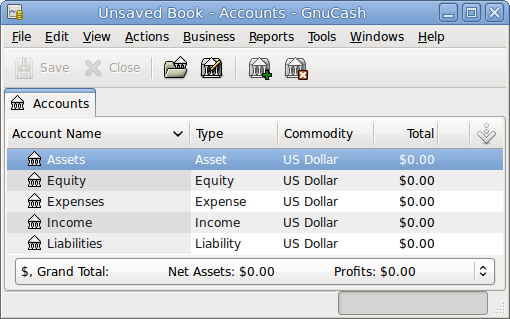 Unsaved Book - Accounts - GnuCash
File Edit View Actions Business Reports Tools Windows Help
Save Close
Accounts
Account Name Type Commodity Total
Assets Asset US Dollar $0.00
Equity Equity US Dollar $0.00
Expenses Expense US Dollar $0.00
Income Income US Dollar $0.00
Liabilities Liability US Dollar $0.00
$, Grand Total: Net Assets: $0.00 Profits: $0.00